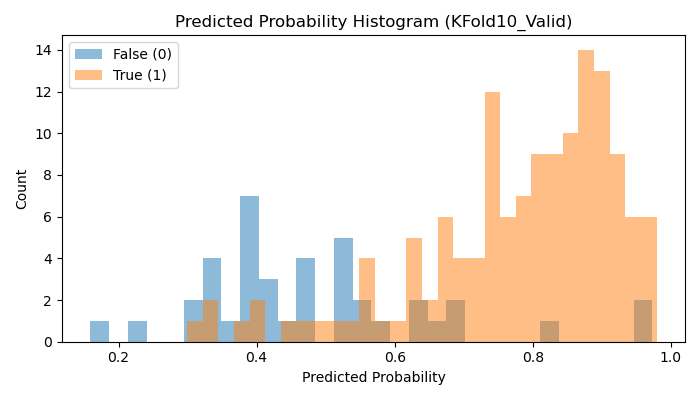 Predicted Probability Histogram (KFold10_Valid)
False (0)
True (1)
14
12
10
8
6
4
2
0
Count
0.2 0.4 0.6 0.8 1.0
Predicted Probability